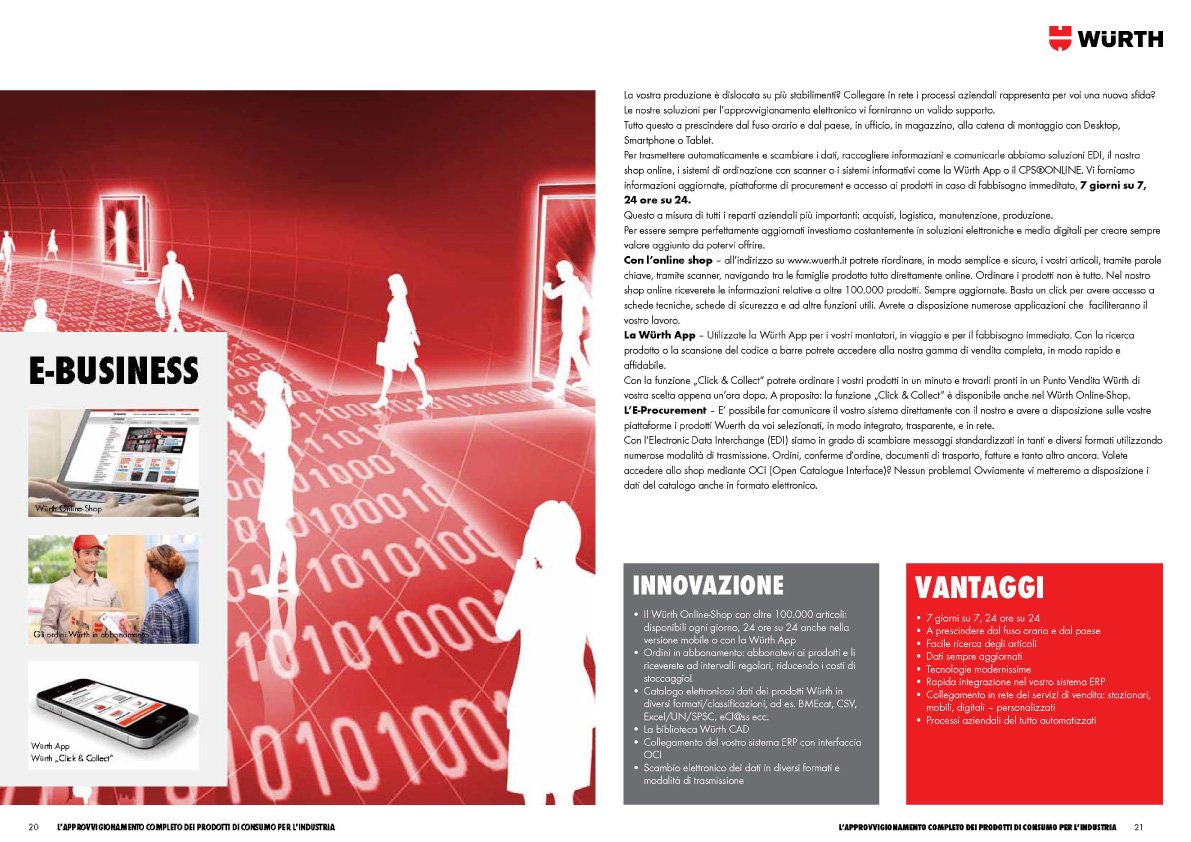 WÜRTH
E-BUSINESS
Würth Online-Shop
Gli ordini Würth in abbonamento
Würth App
Würth „Click & Collect“
La vostra produzione è dislocata su più stabilimenti? Collegare in rete i processi aziendali rappresenta per voi una nuova sfida?
Le nostre soluzioni per l'approvvigionamento elettronico vi forniranno un valido supporto.
Tutto questo a prescindere dal fuso orario e dal paese, in ufficio, in magazzino, alla catena di montaggio con Desktop,
Smartphone o Tablet.
Per trasmettere automaticamente e scambiare i dati, raccogliere informazioni e comunicarle abbiamo soluzioni EDI, il nostro
shop online, i sistemi di ordinazione con scanner o i sistemi informativi come la Würth App o il CPS®ONLINE. Vi forniamo
informazioni aggiornate, piattaforme di procurement e accesso ai prodotti in caso di fabbisogno immeditato, 7 giorni su 7,
24 ore su 24.
Questo a misura di tutti i reparti aziendali più importanti: acquisti, logistica, manutenzione, produzione.
Per essere sempre perfettamente aggiornati investiamo costantemente in soluzioni elettroniche e media digitali per creare sempre
valore aggiunto da potervi offrire.
Con l'online shop – all'indirizzo su www.wuerth.it potrete riordinare, in modo semplice e sicuro, i vostri articoli, tramite parole
chiave, tramite scanner, navigando tra le famiglie prodotto tutto direttamente online. Ordinare i prodotti non è tutto. Nel nostro
shop online riceverete le informazioni relative a oltre 100.000 prodotti. Sempre aggiornate. Basta un click per avere accesso a
schede tecniche, schede di sicurezza e ad altre funzioni utili. Avrete a disposizione numerose applicazioni che faciliteranno il
vostro lavoro.
La Würth App – Utilizzate la Würth App per i vostri montatori, in viaggio e per il fabbisogno immediato. Con la ricerca
prodotto o la scansione del codice a barre potrete accedere alla nostra gamma di vendita completa, in modo rapido e
affidabile.
Con la funzione „Click & Collect“ potrete ordinare i vostri prodotti in un minuto e trovarli pronti in un Punto Vendita Würth di
vostra scelta appena un'ora dopo. A proposito: la funzione „Click & Collect“ è disponibile anche nel Würth Online-Shop.
L'E-Procurement – E' possibile far comunicare il vostro sistema direttamente con il nostro e avere a disposizione sulle vostre
piattaforme i prodotti Wuerth da voi selezionati, in modo integrato, trasparente, e in rete.
Con l'Electronic Data Interchange (EDI) siamo in grado di scambiare messaggi standardizzati in tanti e diversi formati utilizzando
numerose modalità di trasmissione. Ordini, conferme d'ordine, documenti di trasporto, fatture e tanto altro ancora. Volete
accedere allo shop mediante OCI (Open Catalogue Interface)? Nessun problema! Ovviamente vi metteremo a disposizione i
dati del catalogo anche in formato elettronico.
INNOVAZIONE
• Il Würth Online-Shop con oltre 100.000 articoli:
disponibili ogni giorno, 24 ore su 24 anche nella
versione mobile o con la Würth App
• Ordini in abbonamento: abbonatevi ai prodotti e li
riceverete ad intervalli regolari, riducendo i costi di
stoccaggio!
• Catalogo elettronico:i dati dei prodotti Würth in
diversi formati/classificazioni, ad es. BMEcat, CSV,
Excel/UN/SPSC, eCl@ss ecc.
• La biblioteca Würth CAD
• Collegamento del vostro sistema ERP con interfaccia
OCI
• Scambio elettronico dei dati in diversi formati e
modalità di trasmissione
VANTAGGI
• 7 giorni su 7, 24 ore su 24
• A prescindere dal fuso orario e dal paese
• Facile ricerca degli articoli
• Dati sempre aggiornati
• Tecnologie modernissime
• Rapida integrazione nel vostro sistema ERP
• Collegamento in rete dei servizi di vendita: stazionari,
mobili, digitali – personalizzati
• Processi aziendali del tutto automatizzati
20 L'APPROVVIGIONAMENTO COMPLETO DEI PRODOTTI DI CONSUMO PER L'INDUSTRIA
L'APPROVVIGIONAMENTO COMPLETO DEI PRODOTTI DI CONSUMO PER L'INDUSTRIA 21